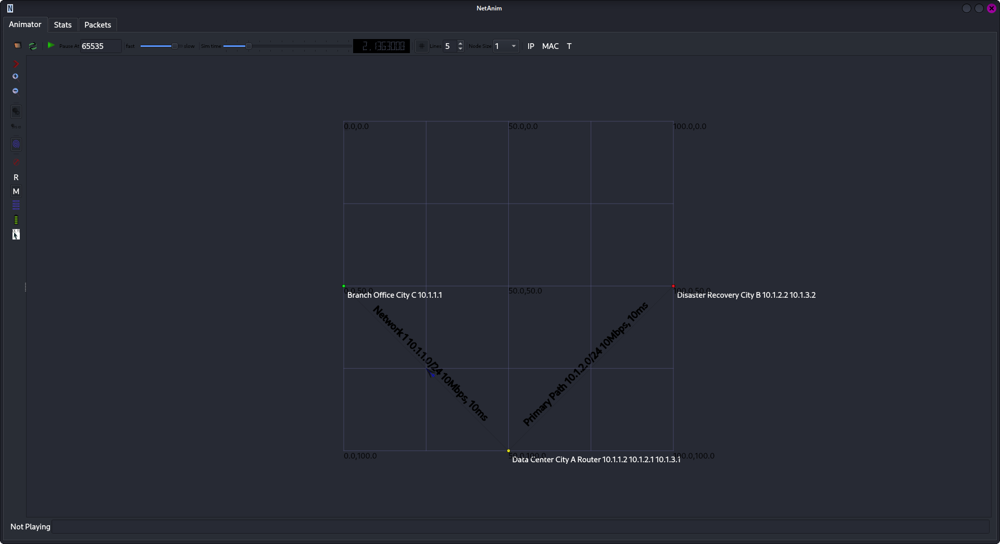 NetAnim
Animator Stats Packets
Pause At 65535 fast slow Sim time 2.1363008 # Lines 5 Node Size 1 IP MAC T
R
M
0.0,0.0 50.0,0.0 100.0,0.0
0.0,50.0 50.0,50.0 100.0,50.0
Branch Office City C 10.1.1.1
Disaster Recovery City B 10.1.2.2 10.1.3.2
Network 1 10.1.1.0/24 10Mbps, 10ms
Primary Path 10.1.2.0/24 10Mbps, 10ms
0.0,100.0 50.0,100.0 100.0,100.0
Data Center City A Router 10.1.1.2 10.1.2.1 10.1.3.1
Not Playing